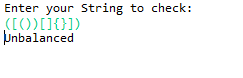 Enter your String to check:
([())[]{}])
Unbalanced